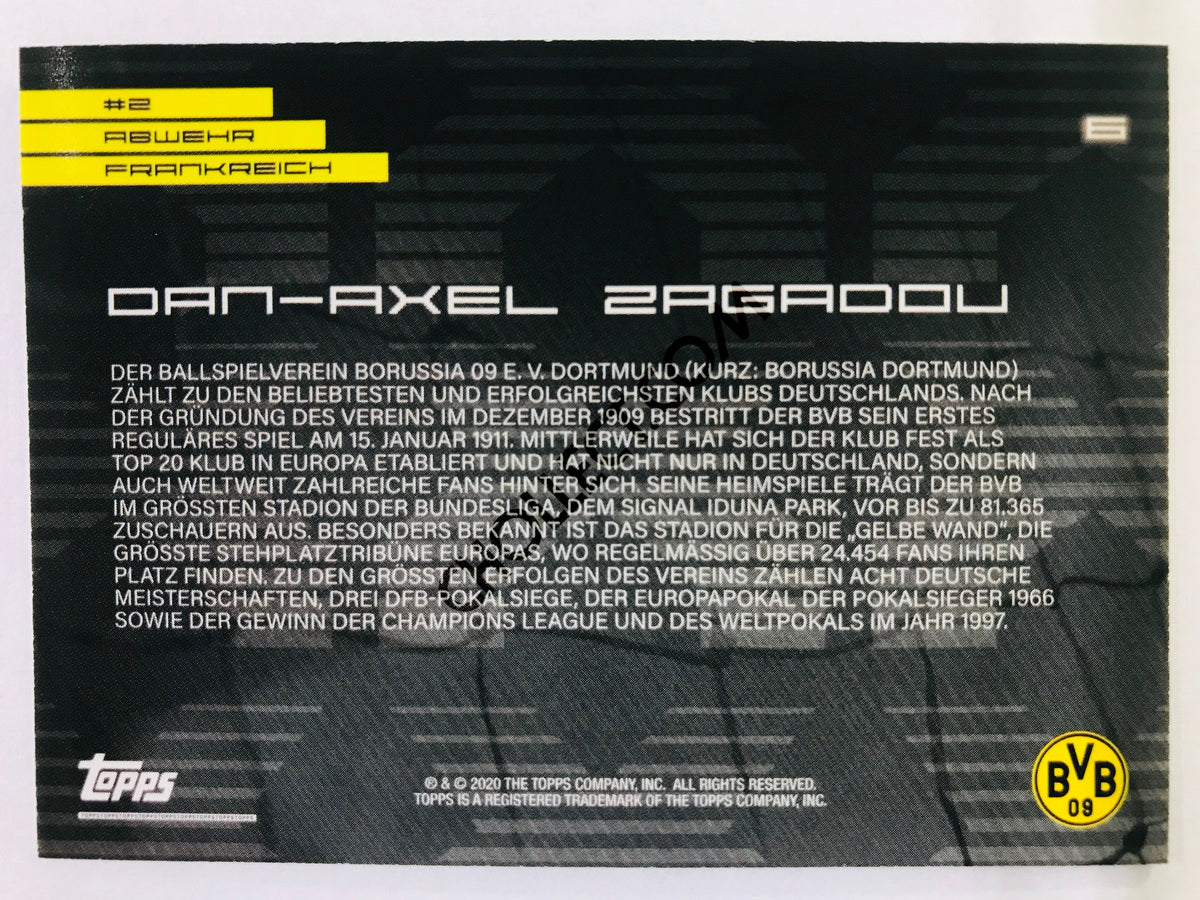 #2
ABWEHR
FRANKREICH
6
DAN-AXEL ZAGADOU
DER BALLSPIELVEREIN BORUSSIA 09 E. V. DORTMUND (KURZ: BORUSSIA DORTMUND)
ZÄHLT ZU DEN BELIEBTESTEN UND ERFOLGREICHSTEN KLUBS DEUTSCHLANDS. NACH
DER GRÜNDUNG DES VEREINS IM DEZEMBER 1909 BESTRITT DER BVB SEIN ERSTES
REGULÄRES SPIEL AM 15. JANUAR 1911. MITTLERWEILE HAT SICH DER KLUB FEST ALS
TOP 20 KLUB IN EUROPA ETABLIERT UND HAT NICHT NUR IN DEUTSCHLAND, SONDERN
AUCH WELTWEIT ZAHLREICHE FANS HINTER SICH. SEINE HEIMSPIELE TRÄGT DER BVB
IM GRÖSSTEN STADION DER BUNDESLIGA, DEM SIGNAL IDUNA PARK, VOR BIS ZU 81.365
ZUSCHAUERN AUS. BESONDERS BEKANNT IST DAS STADION FÜR DIE „GELBE WAND“, DIE
GRÖSSTE STEHPLATZTRIBÜNE EUROPAS, WO REGELMÄSSIG ÜBER 24.454 FANS IHREN
PLATZ FINDEN. ZU DEN GRÖSSTEN ERFOLGEN DES VEREINS ZÄHLEN ACHT DEUTSCHE
MEISTERSCHAFTEN, DREI DFB-POKALSIEGE, DER EUROPAPOKAL DER POKALSIEGER 1966
SOWIE DER GEWINN DER CHAMPIONS LEAGUE UND DES WELTPOKALS IM JAHR 1997.
topps
® & © 2020 THE TOPPS COMPANY, INC. ALL RIGHTS RESERVED.
TOPPS IS A REGISTERED TRADEMARK OF THE TOPPS COMPANY, INC.
BVB
09